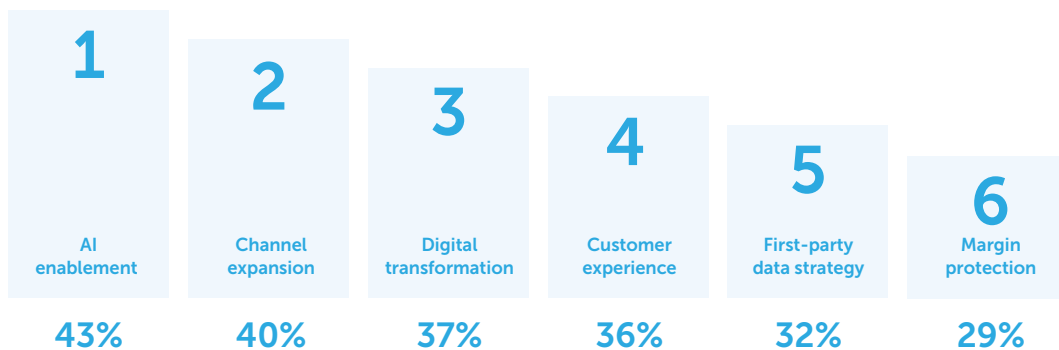 1
AI
enablement
43%
2
Channel
expansion
40%
3
Digital
transformation
37%
4
Customer
experience
36%
5
First-party
data strategy
32%
6
Margin
protection
29%